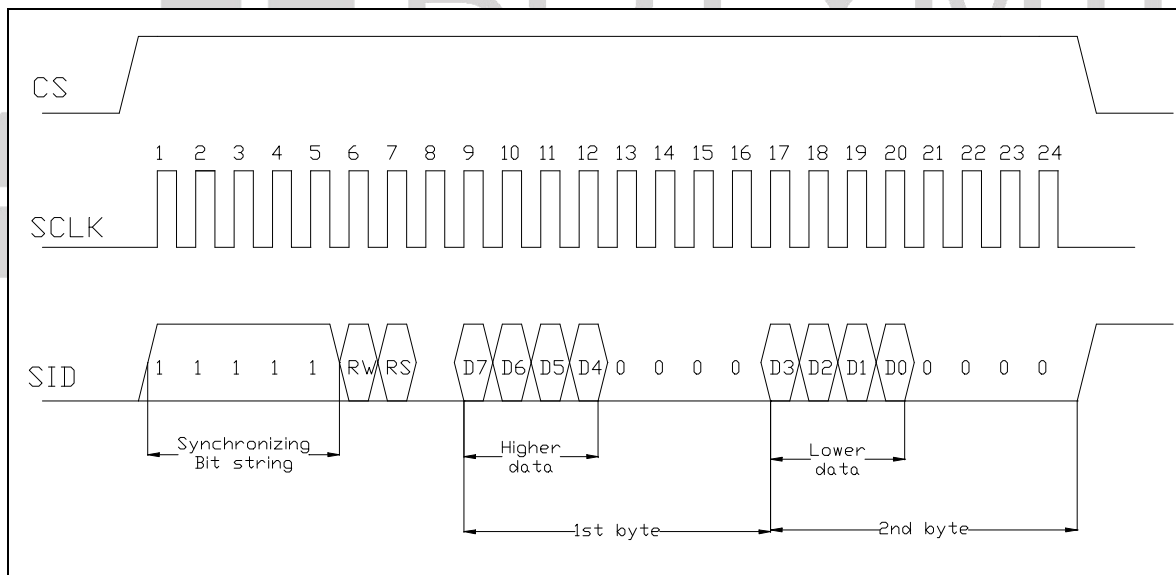 CS
1 2 3 4 5 6 7 8 9 10 11 12 13 14 15 16 17 18 19 20 21 22 23 24
SCLK
SID
1 1 1 1 1 RW RS D7 D6 D5 D4 0 0 0 0 D3 D2 D1 D0 0 0 0 0
Synchronizing
Bit string
Higher
data
Lower
data
1st byte
2nd byte